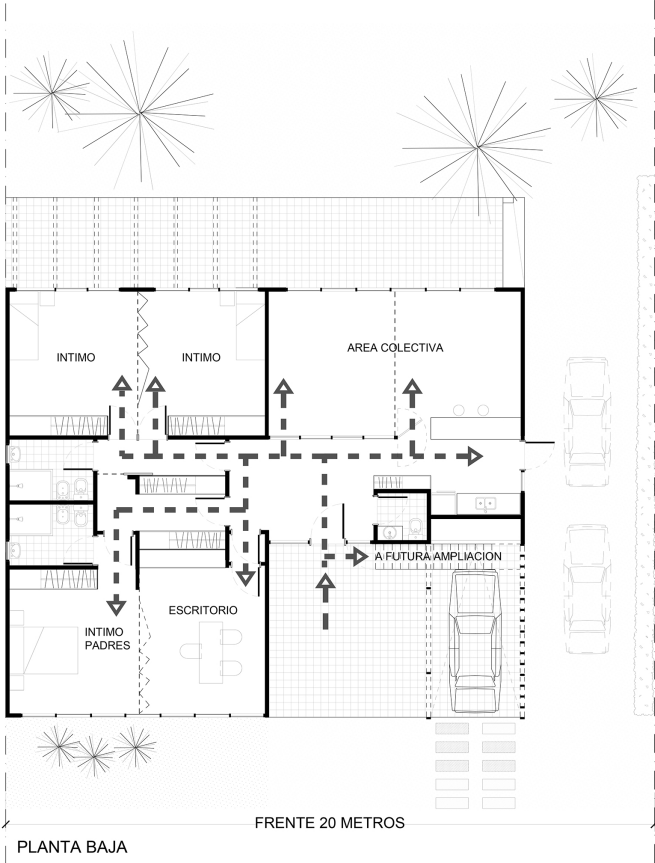 INTIMO
INTIMO
AREA COLECTIVA
A FUTURA AMPLIACION
ESCRITORIO
INTIMO
PADRES
FRENTE 20 METROS
PLANTA BAJA